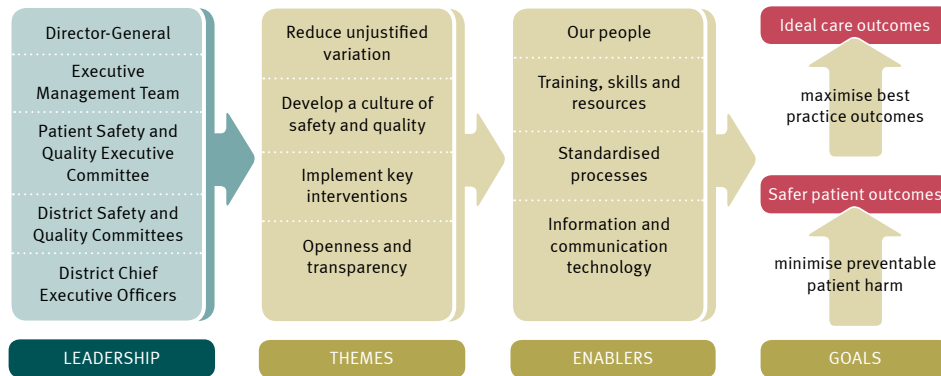 Director-General
Executive
Management Team
Patient Safety and
Quality Executive
Committee
District Safety and
Quality Committees
District Chief
Executive Officers
LEADERSHIP
Reduce unjustified
variation
Develop a culture of
safety and quality
Implement key
interventions
Openness and
transparency
THEMES
Our people
Training, skills and
resources
Standardised
processes
Information and
communication
technology
ENABLERS
Ideal care outcomes
maximise best
practice outcomes
Safer patient outcomes
minimise preventable
patient harm
GOALS